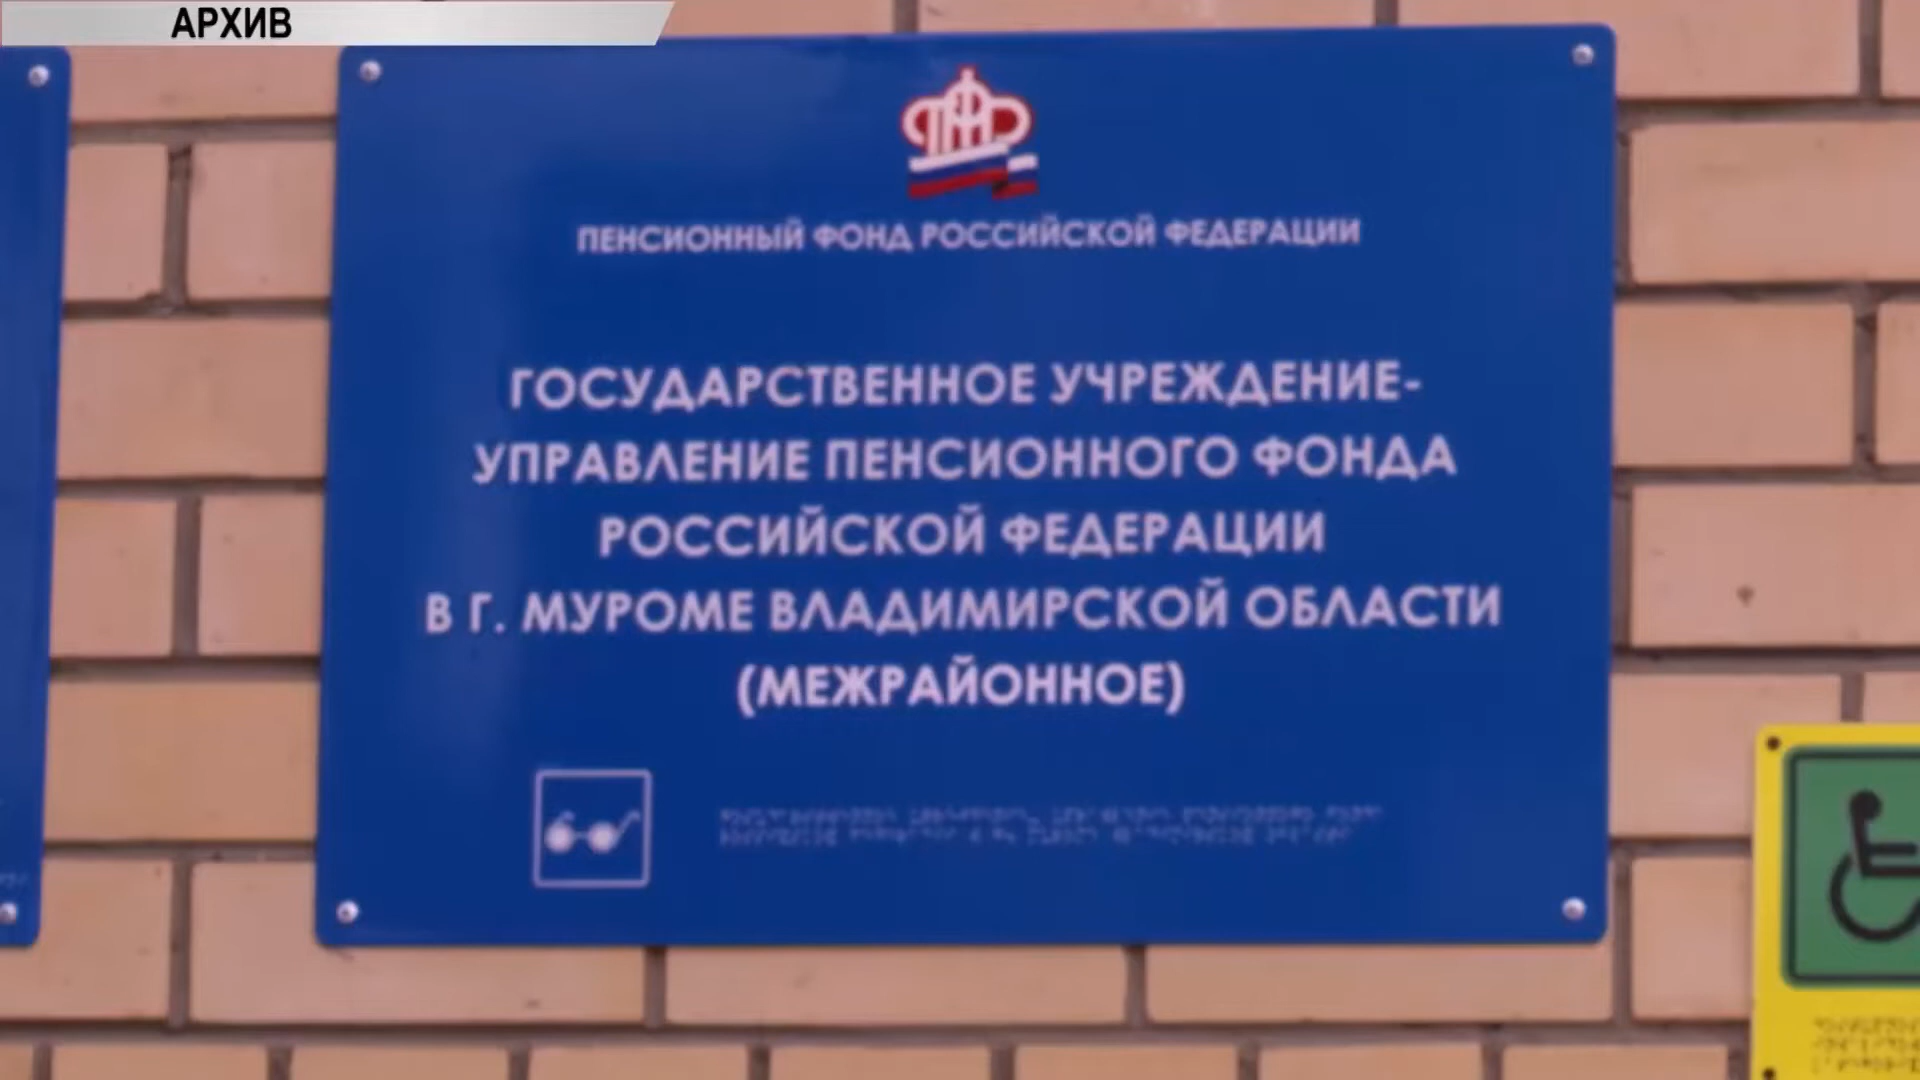 АРХИВ
ПЕНСИОННЫЙ ФОНД РОССИЙСКОЙ ФЕДЕРАЦИИ
ГОСУДАРСТВЕННОЕ УЧРЕЖДЕНИЕ-
УПРАВЛЕНИЕ ПЕНСИОННОГО ФОНДА
РОССИЙСКОЙ ФЕДЕРАЦИИ
В Г. МУРОМЕ ВЛАДИМИРСКОЙ ОБЛАСТИ
(МЕЖРАЙОННОЕ)